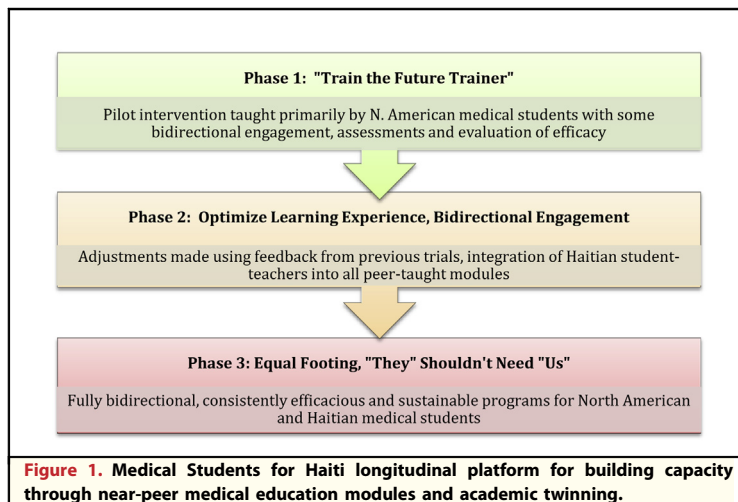 Phase 1: "Train the Future Trainer"
Pilot intervention taught primarily by N. American medical students with some
bidirectional engagement, assessments and evaluation of efficacy
Phase 2: Optimize Learning Experience, Bidirectional Engagement
Adjustments made using feedback from previous trials, integration of Haitian student-
teachers into all peer-taught modules
Phase 3: Equal Footing, "They" Shouldn't Need "Us"
Fully bidirectional, consistently efficacious and sustainable programs for North American
and Haitian medical students
Figure 1. Medical Students for Haiti longitudinal platform for building capacity
through near-peer medical education modules and academic twinning.